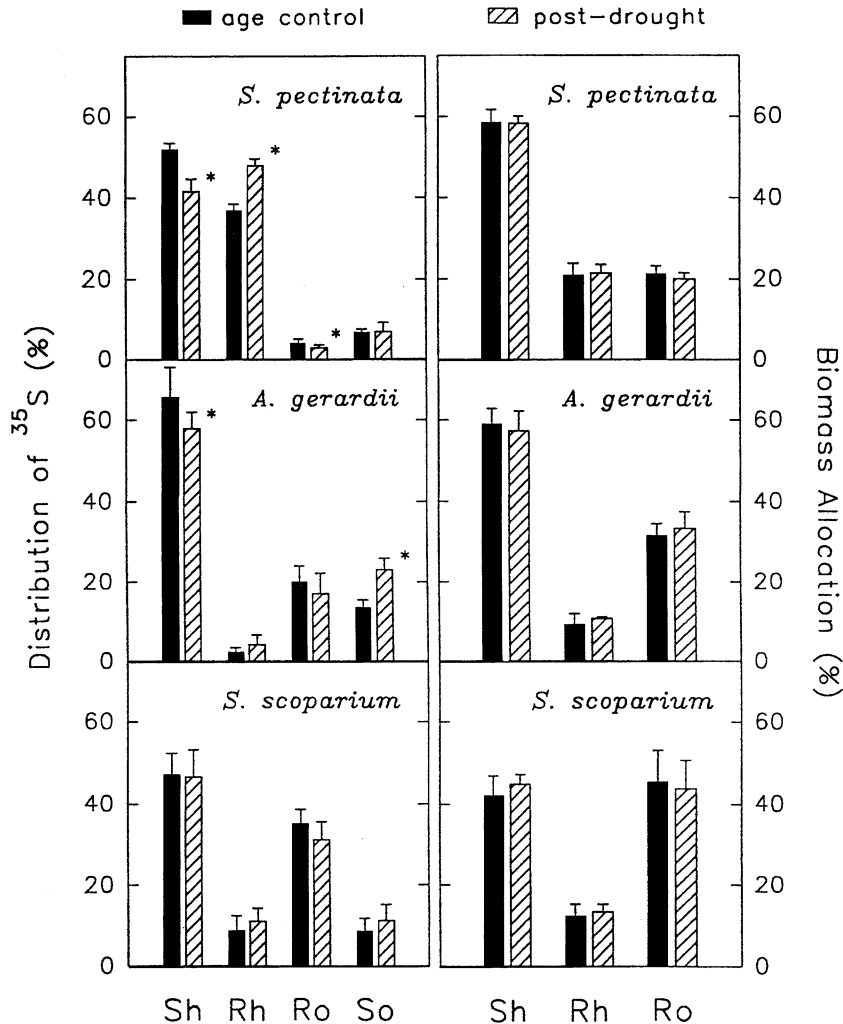 age control
post-drought
S. pectinata
S. pectinata
60
40
20
0
60
40
20
0
A. gerardii
A. gerardii
60
40
20
0
60
40
20
0
S. scoparium
S. scoparium
60
40
20
0
60
40
20
0
* * *
* *
Distribution of ³⁵S (%)
Biomass Allocation (%)
Sh Rh Ro So
Sh Rh Ro